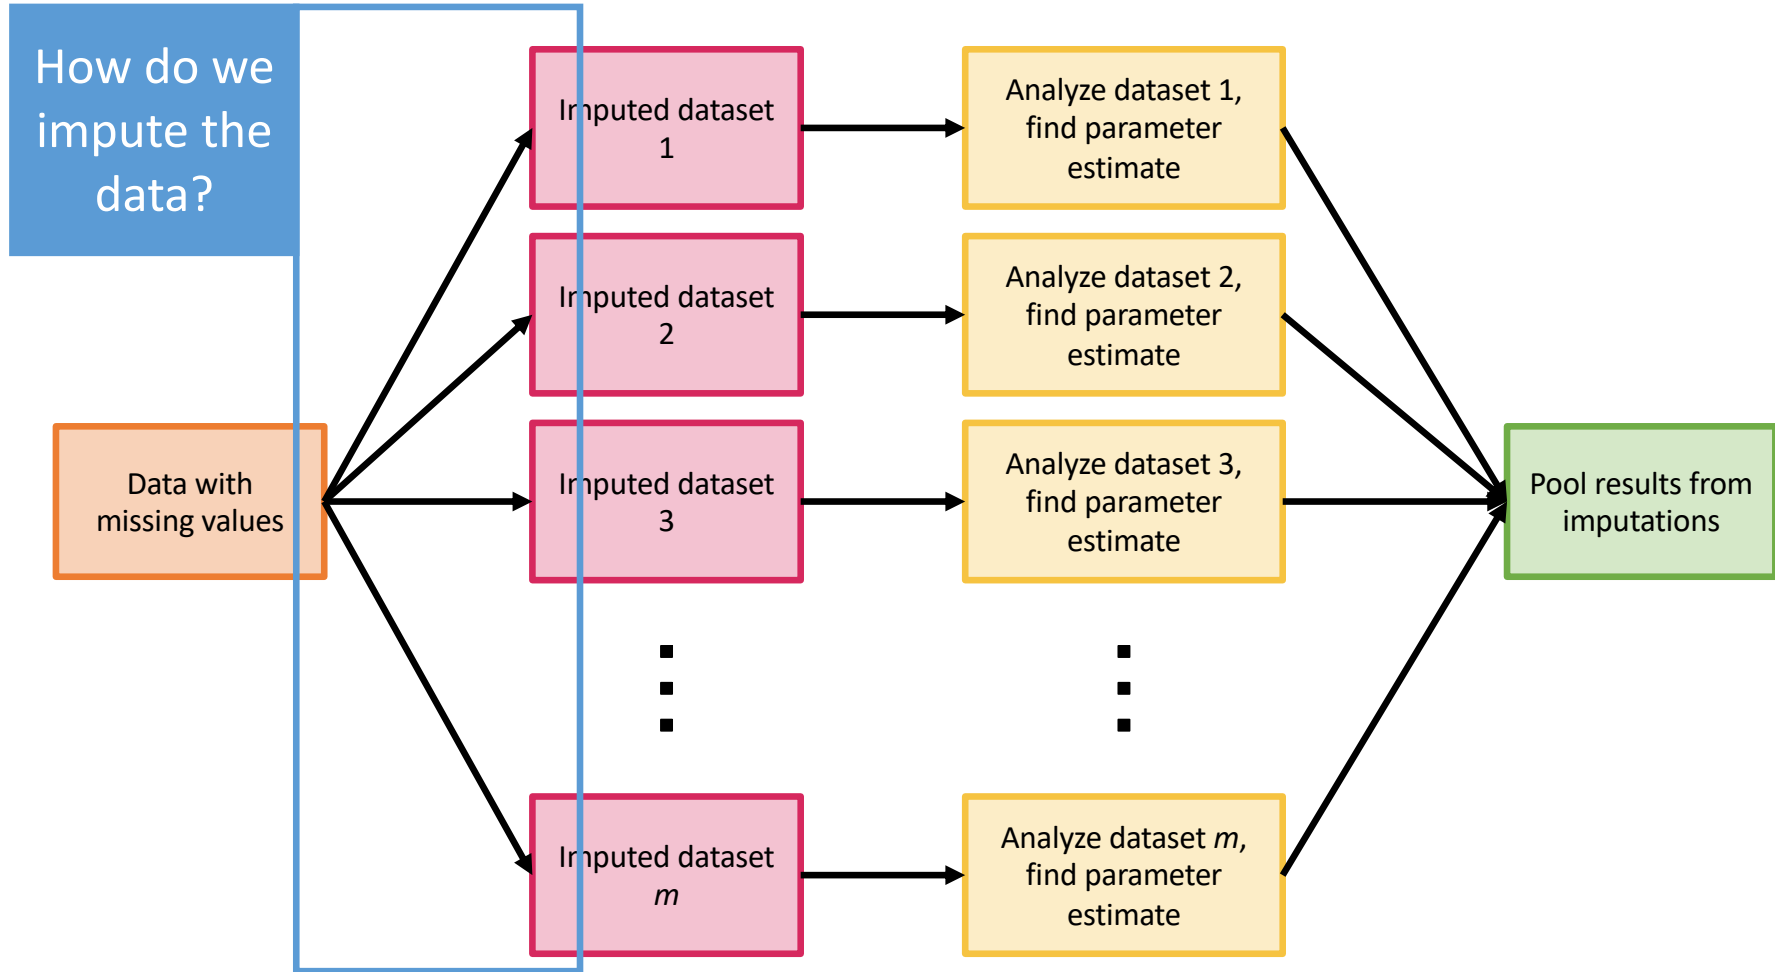 How do we
impute the
data?
Imputed dataset
1
Analyze dataset 1,
find parameter
estimate
Imputed dataset
2
Analyze dataset 2,
find parameter
estimate
Data with
missing values
Imputed dataset
3
Analyze dataset 3,
find parameter
estimate
Pool results from
imputations
Imputed dataset
m
Analyze dataset m,
find parameter
estimate